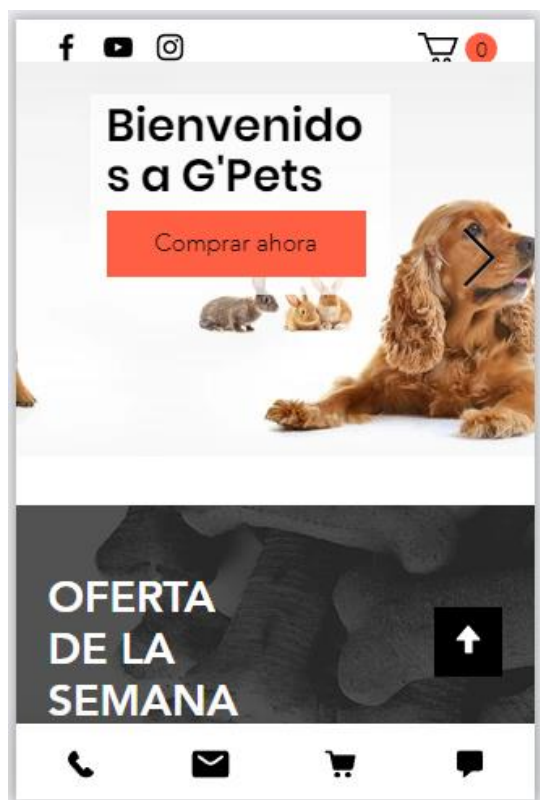 0
Bienvenido
s a G'Pets
Comprar ahora
OFERTA
DE LA
SEMANA